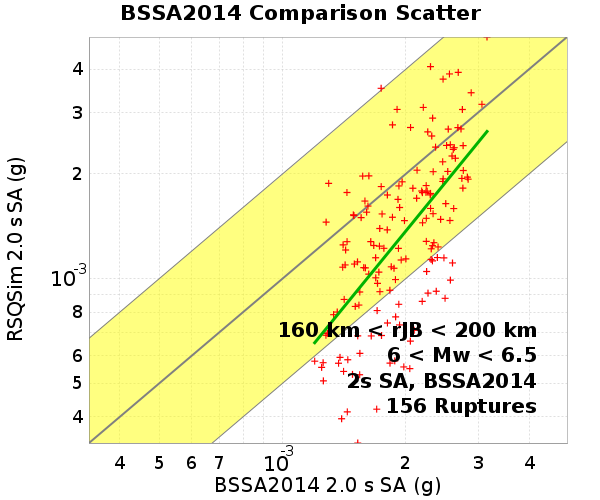 BSSA2014 Comparison Scatter
RSQSim 2.0 s SA (g)
4
3
2
10-3
8
6
5
4
160 km < rJB < 200 km
6 < Mw < 6.5
2s SA, BSSA2014
156 Ruptures
4 5 6 7 10-3 2 3 4
BSSA2014 2.0 s SA (g)